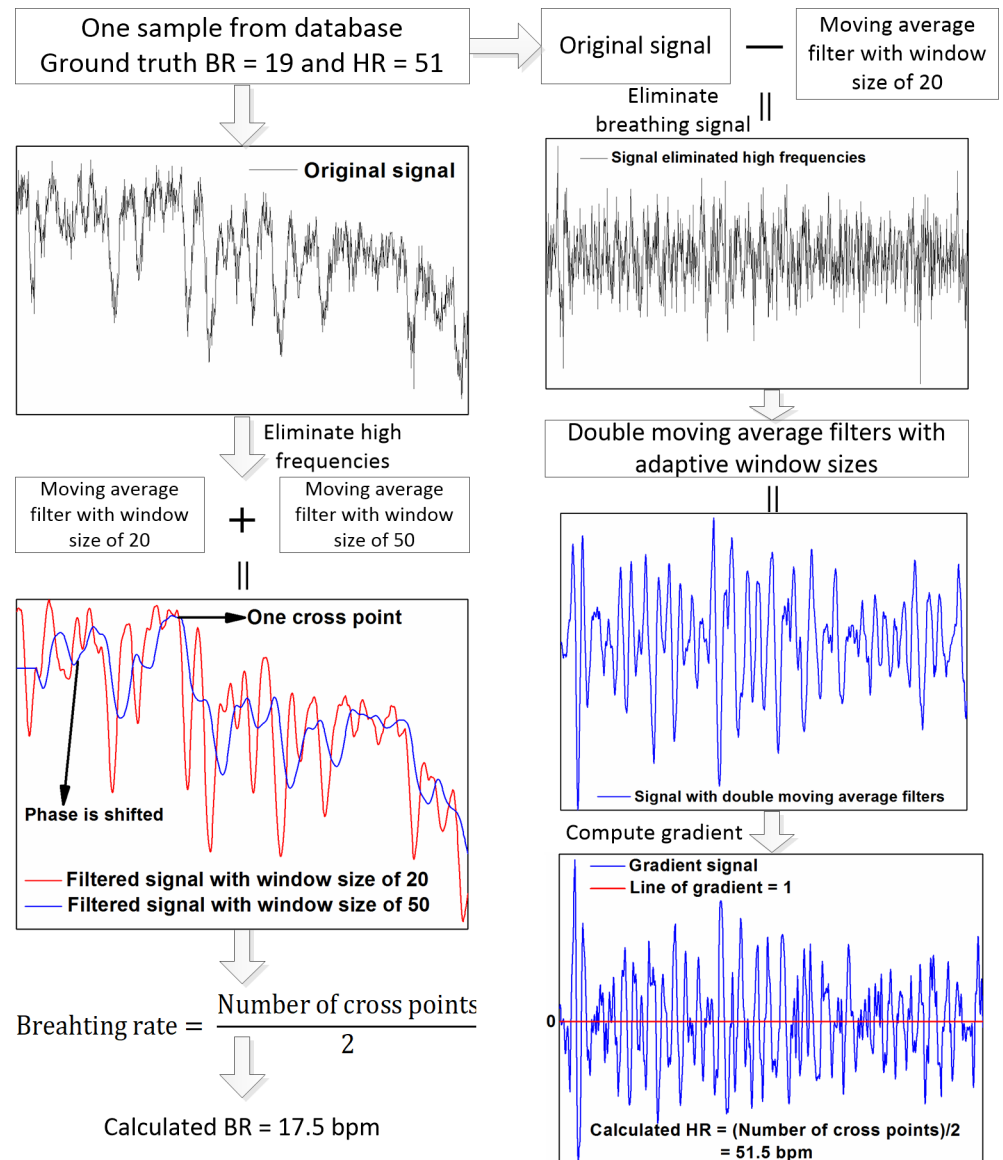 One sample from database
Ground truth BR = 19 and HR = 51
Original signal
—
Moving average
filter with window
size of 20
Eliminate
breathing signal
||
Original signal
Signal eliminated high frequencies
Eliminate high
frequencies
Moving average
filter with window
size of 20
+
Moving average
filter with window
size of 50
||
One cross point
Phase is shifted
Filtered signal with window size of 20
Filtered signal with window size of 50
Breahting rate = Number of cross points
2
Calculated BR = 17.5 bpm
Double moving average filters with
adaptive window sizes
||
Signal with double moving average filters
Compute gradient
Gradient signal
Line of gradient = 1
0
Calculated HR = (Number of cross points)/2
= 51.5 bpm